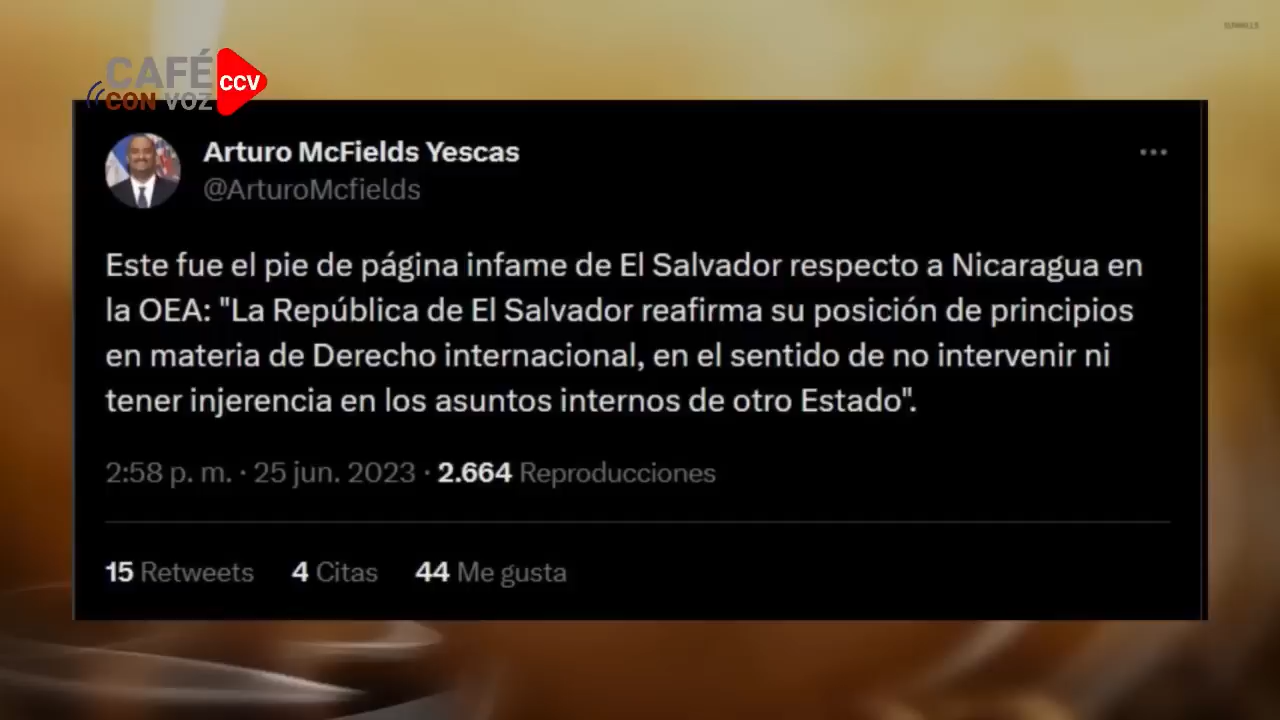 CAFÉ
CON VOZ
CCV
Arturo McFields Yescas
@ArturoMcfields
Este fue el pie de página infame de El Salvador respecto a Nicaragua en
la OEA: "La República de El Salvador reafirma su posición de principios
en materia de Derecho internacional, en el sentido de no intervenir ni
tener injerencia en los asuntos internos de otro Estado".
2:58 p. m. · 25 jun. 2023 · 2.664 Reproducciones
15 Retweets 4 Citas 44 Me gusta